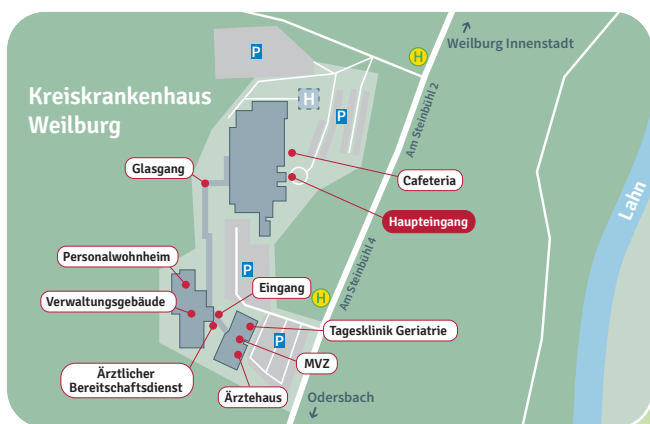 Weilburg Innenstadt
P
H
Kreiskrankenhaus
Weilburg
H
P
Am Steinbühl 2
Glasgang
Cafeteria
Haupteingang
Lahn
Personalwohnheim
Am Steinbühl 4
P
Eingang
Verwaltungsgebäude
H
Tagesklinik Geriatrie
P
MVZ
Ärztlicher
Bereitschaftsdienst
Ärztehaus
Odersbach